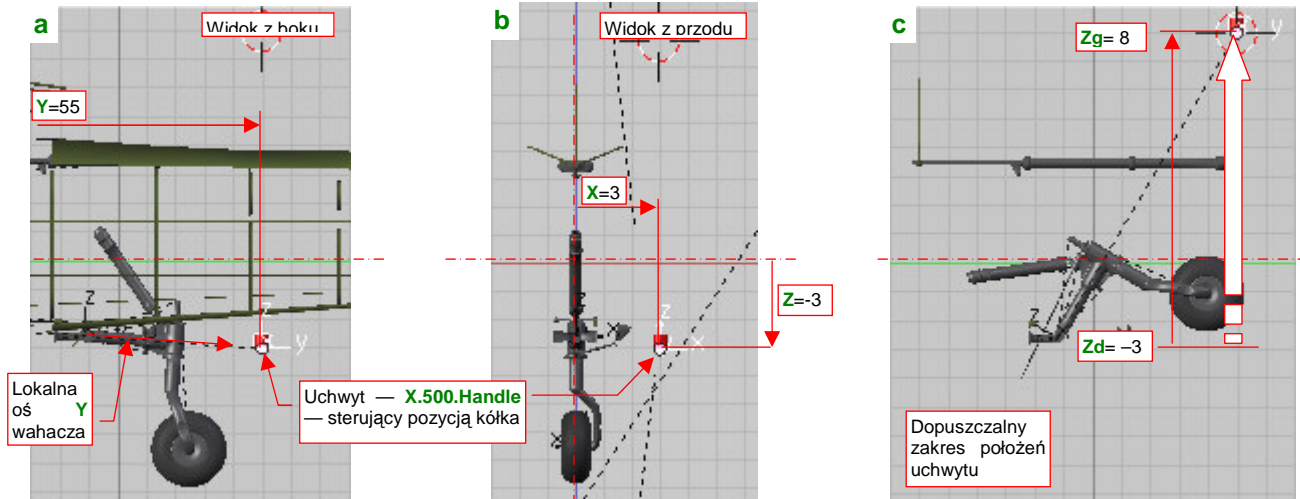 a
Widok z boku
Y=55
z
z
y
Lokalna
oś Y
wahacza
Uchwyt — X.500.Handle
— sterujący pozycją kółka
b
Widok z przodu
X=3
Z=-3
z
x
x
x
c
Zg= 8
y
z
Zd= –3
Dopuszczalny
zakres położeń
uchwytu